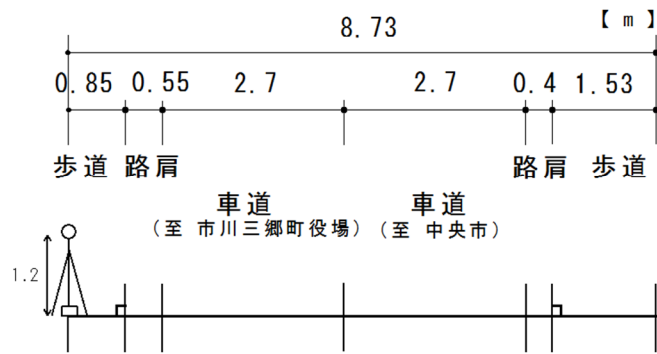 【 m 】
8.73
0.85 0.55 2.7 2.7 0.4 1.53
歩道 路肩 路肩 歩道
車道 車道
(至 市川三郷町役場) (至 中央市)
1.2